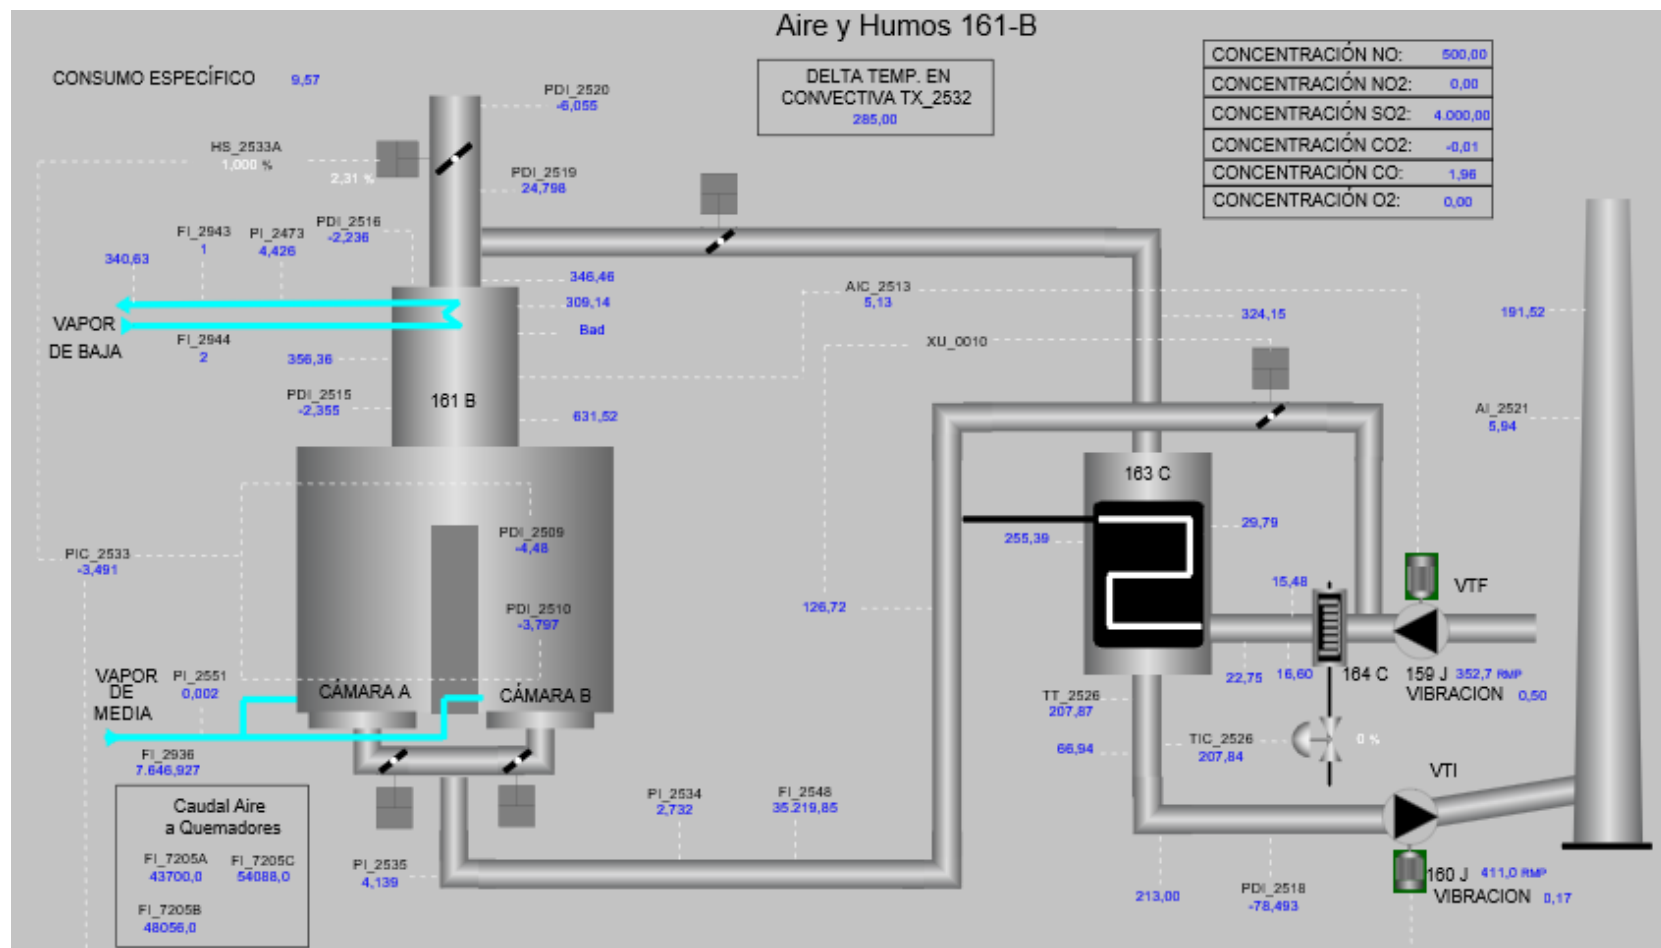 Aire y Humos 161-B
CONSUMO ESPECÍFICO 9,57
DELTA TEMP. EN
CONVECTIVA TX_2532
285,00
CONCENTRACIÓN NO: 500,00
CONCENTRACIÓN NO2: 0,00
CONCENTRACIÓN SO2: 4.000,00
CONCENTRACIÓN CO2: -0,01
CONCENTRACIÓN CO: 1,96
CONCENTRACIÓN O2: 0,00
PDI_2520
-6,055
HS_2533A
1,000 %
2,31 %
PDI_2519
24,798
PDI_2516
-2,236
FI_2943
1
PI_2473
4,426
340,63
346,46
309,14
Bad
VAPOR
DE BAJA
FI_2944
2
356,36
PDI_2515
-2,355
161 B
631,52
AIC_2513
5,13
XU_0010
324,15
191,52
AI_2521
5,94
163 C
255,39
29,79
PDI_2509
-4,48
PIC_2533
-3,491
PDI_2510
-3,797
126,72
15,48
VTF
22,75
16,60
164 C
159 J 352,7 RMP
VIBRACION 0,50
VAPOR
DE
MEDIA
PI_2551
0,002
CÁMARA A
CÁMARA B
FI_2936
7.646,927
TT_2526
207,87
66,94
TIC_2526
207,84
0 %
VTI
Caudal Aire
a Quemadores
FI_7205A
43700,0
FI_7205C
54088,0
FI_7205B
48056,0
PI_2534
2,732
FI_2548
35.219,85
PI_2535
4,139
213,00
PDI_2518
-78,493
160 J 411,0 RMP
VIBRACION 0,17